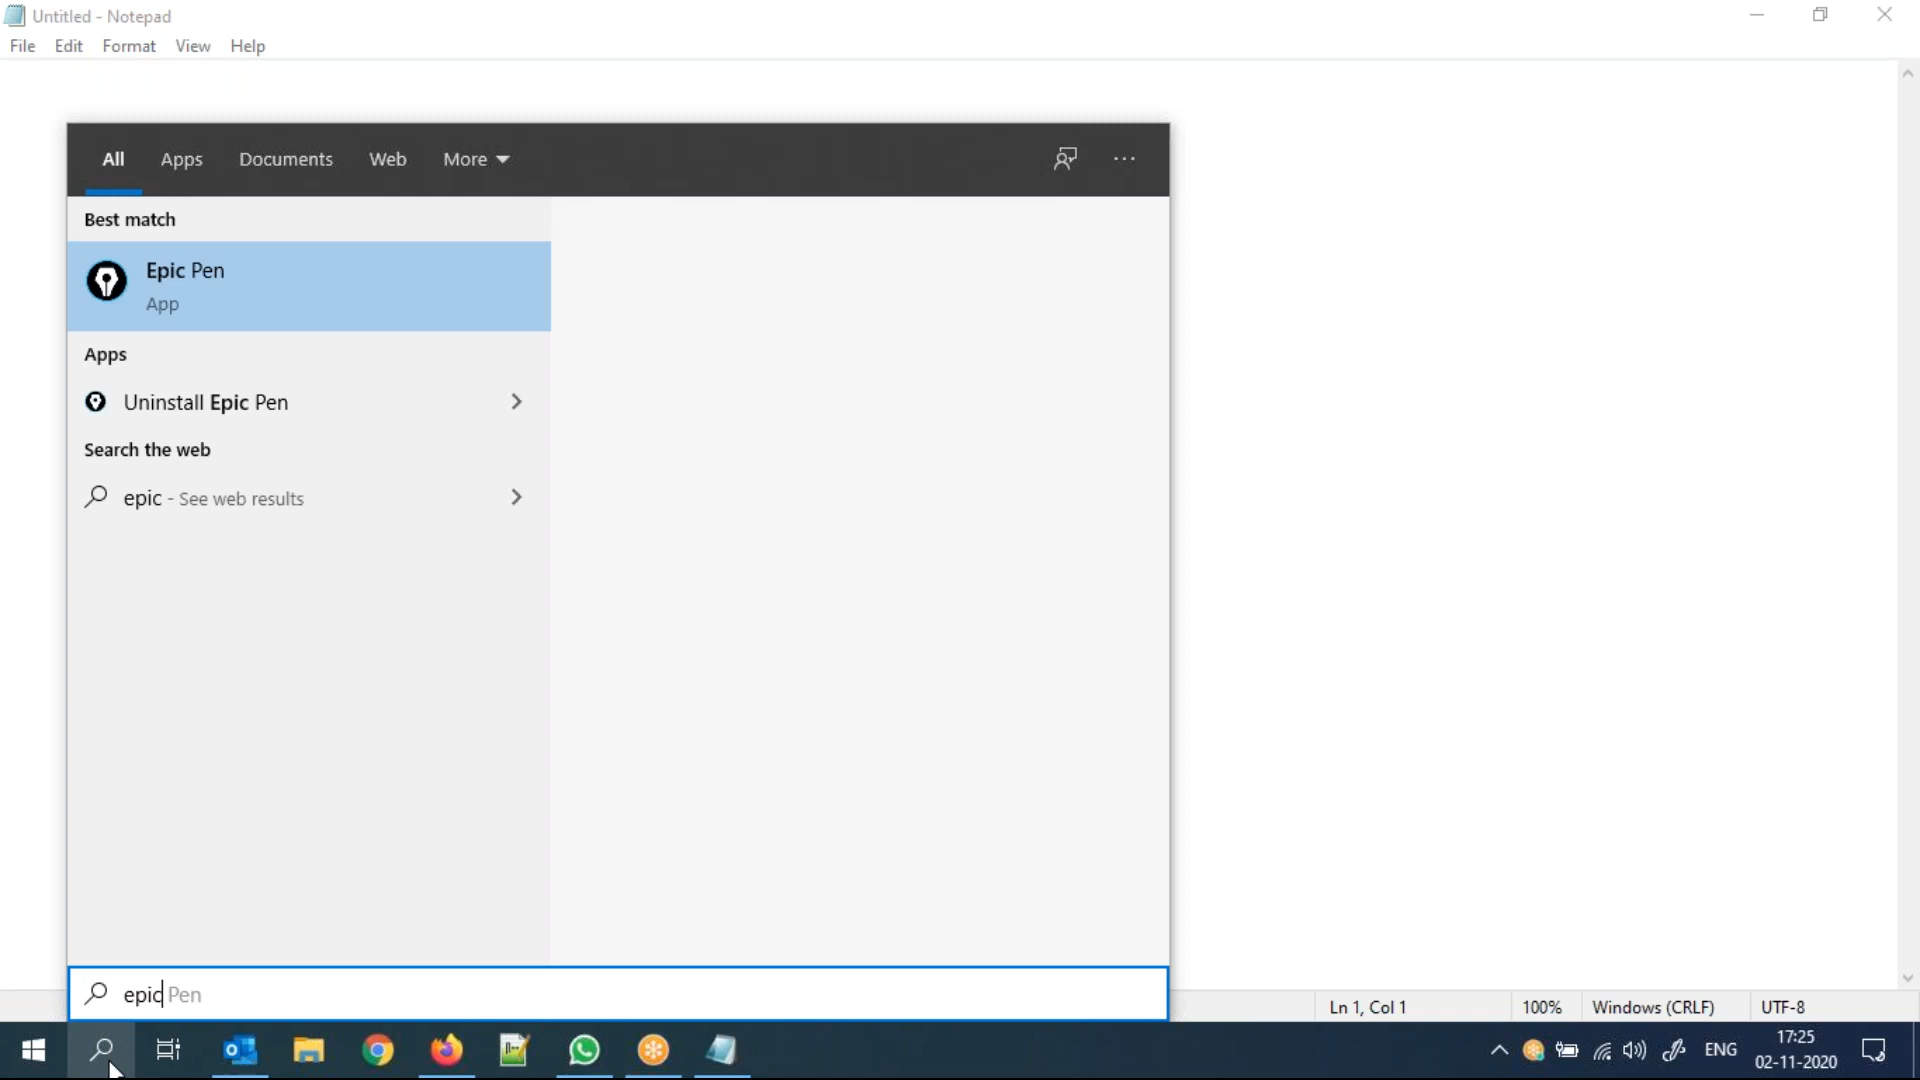 Untitled - Notepad
File Edit Format View Help
All Apps Documents Web More
Best match
Epic Pen
App
Apps
Uninstall Epic Pen
Search the web
epic - See web results
epic Pen
Ln 1, Col 1 100% Windows (CRLF) UTF-8
ENG
17:25
02-11-2020